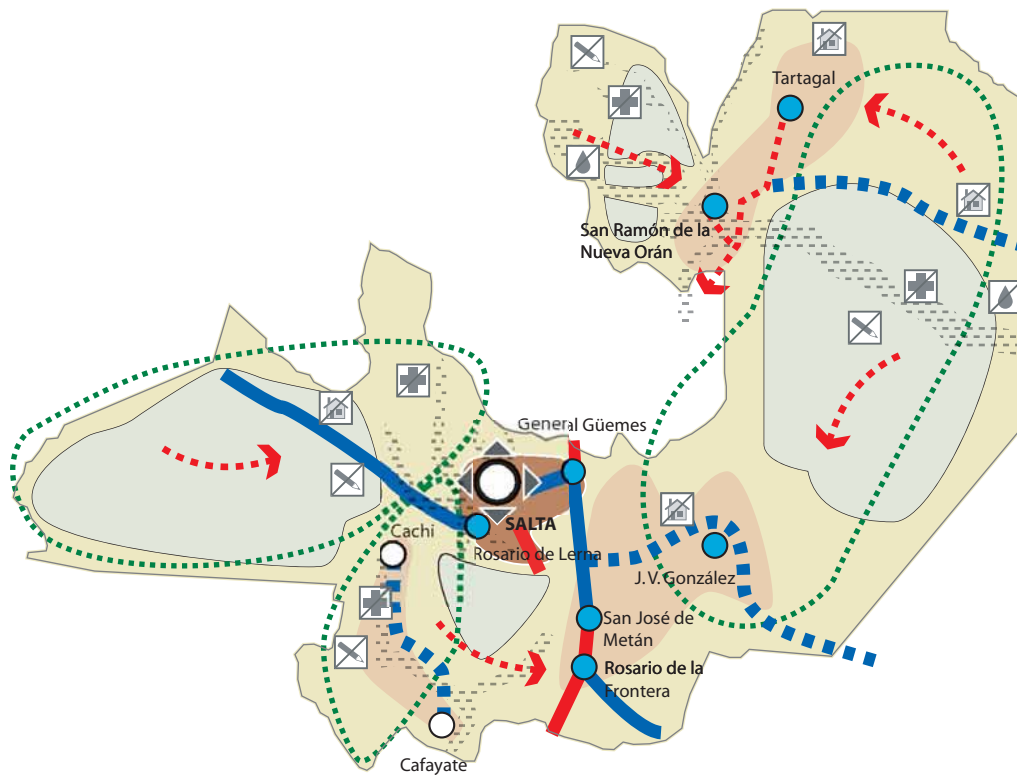 Tartagal
San Ramón de la
Nueva Orán
General Güemes
SALTA
Cachi
Rosario de Lerma
J. V. González
San José de
Metán
Rosario de la
Frontera
Cafayate